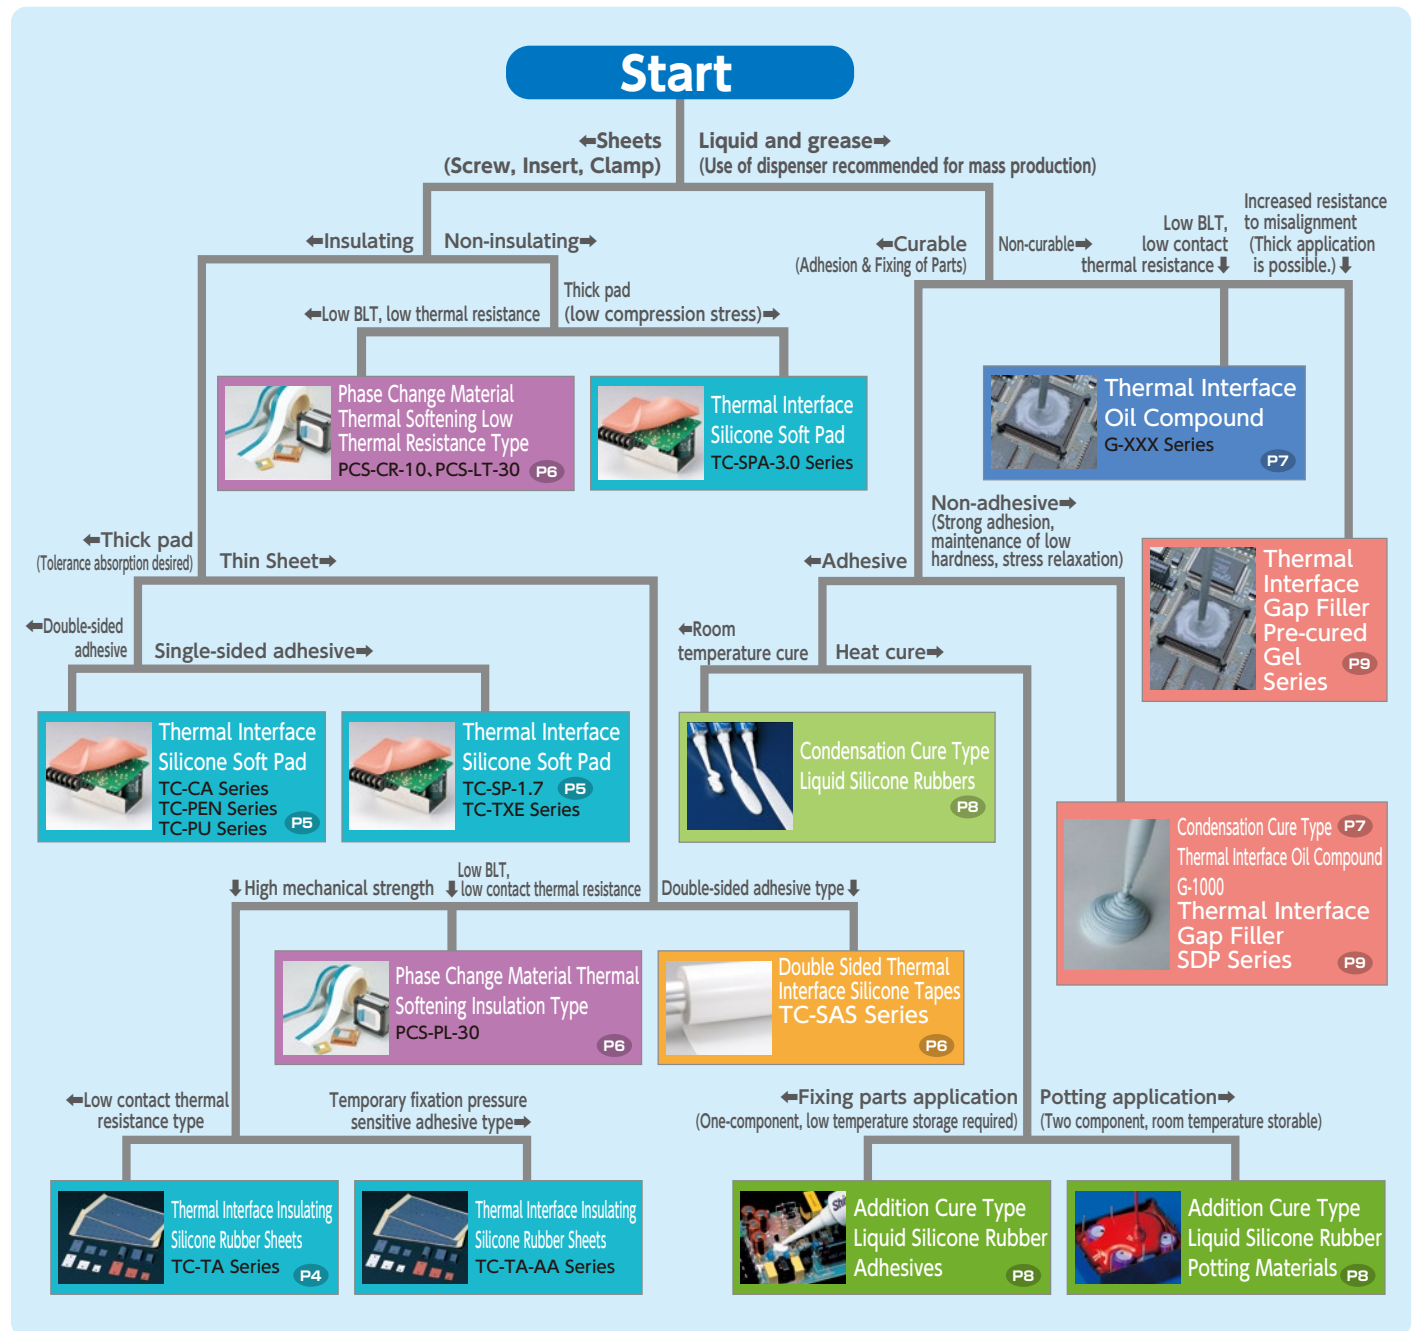 Start
⬅Sheets
(Screw, Insert, Clamp)
Liquid and grease➡
(Use of dispenser recommended for mass production)
⬅Insulating
Non-insulating➡
⬅Curable
(Adhesion & Fixing of Parts)
Non-curable➡
Low BLT,
low contact
thermal resistance⬇
Increased resistance
to misalignment
(Thick application
is possible.)⬇
⬅Low BLT, low thermal resistance
Thick pad
(low compression stress)➡
Phase Change Material
Thermal Softening Low
Thermal Resistance Type
PCS-CR-10、PCS-LT-30 P6
Thermal Interface
Silicone Soft Pad
TC-SPA-3.0 Series
Thermal Interface
Oil Compound
G-XXX Series
P7
⬅Thick pad
(Tolerance absorption desired)
Thin Sheet➡
⬅Adhesive
Non-adhesive➡
(Strong adhesion,
maintenance of low
hardness, stress relaxation)
Thermal
Interface
Gap Filler
Pre-cured
Gel P9
Series
⬅Double-sided
adhesive
Single-sided adhesive➡
⬅Room
temperature cure
Heat cure➡
Thermal Interface
Silicone Soft Pad
TC-CA Series
TC-PEN Series
TC-PU Series P5
Thermal Interface
Silicone Soft Pad
TC-SP-1.7 P5
TC-TXE Series
Condensation Cure Type
Liquid Silicone Rubbers
P8
Condensation Cure Type P7
Thermal Interface Oil Compound
G-1000
Thermal Interface
Gap Filler
SDP Series P9
⬇High mechanical strength
Low BLT,
⬇low contact thermal resistance
Double-sided adhesive type⬇
Phase Change Material Thermal
Softening Insulation Type
PCS-PL-30
P6
Double Sided Thermal
Interface Silicone Tapes
TC-SAS Series
P6
⬅Low contact thermal
resistance type
Temporary fixation pressure
sensitive adhesive type➡
⬅Fixing parts application
(One-component, low temperature storage required)
Potting application➡
(Two component, room temperature storable)
Thermal Interface Insulating
Silicone Rubber Sheets
TC-TA Series P4
Thermal Interface Insulating
Silicone Rubber Sheets
TC-TA-AA Series
Addition Cure Type
Liquid Silicone Rubber
Adhesives P8
Addition Cure Type
Liquid Silicone Rubber
Potting Materials P8